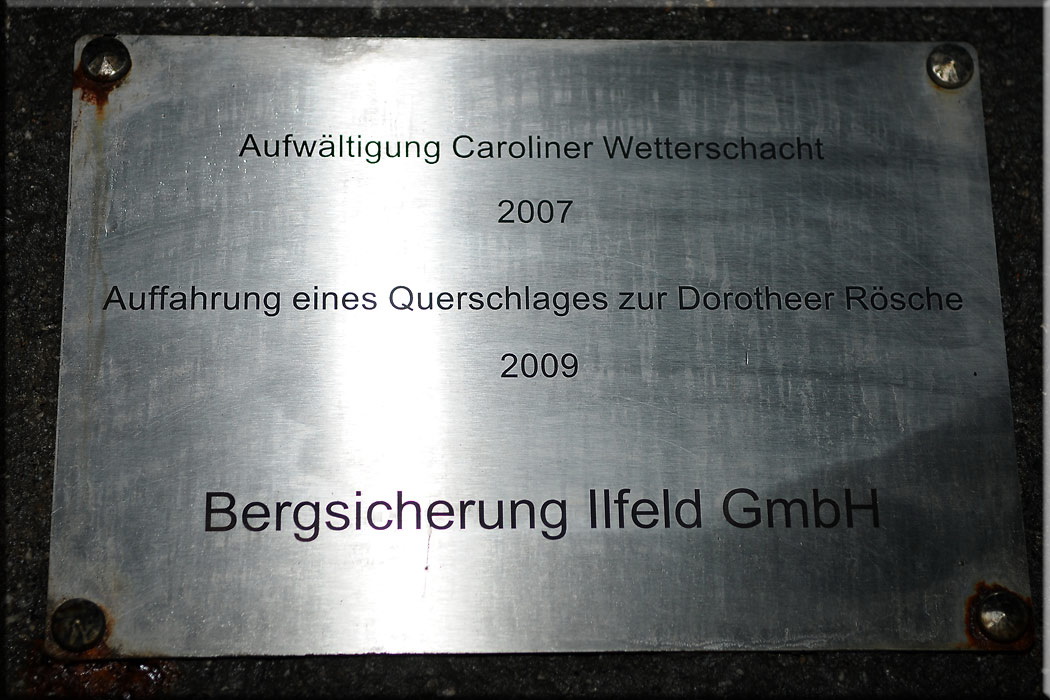 Aufwältigung Caroliner Wetterschacht
2007
Auffahrung eines Querschlages zur Dorotheer Rösche
2009
Bergsicherung Ilfeld GmbH